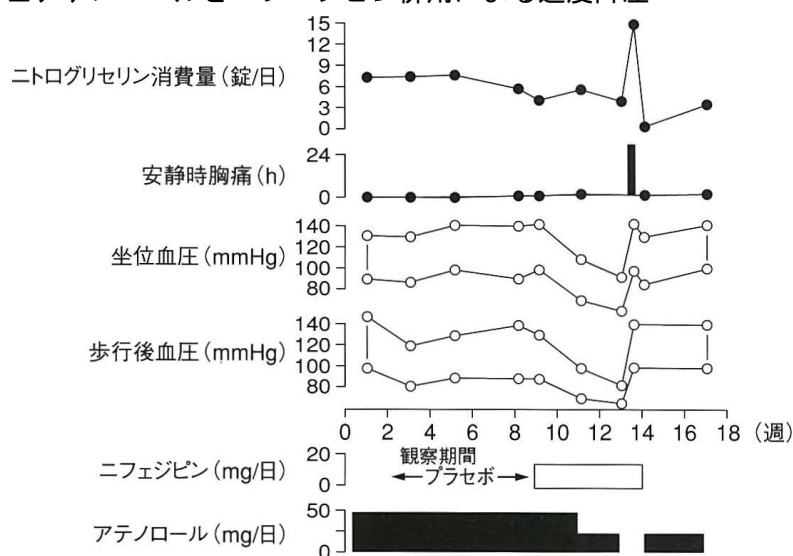 15
12
9
6
3
0
ニトログリセリン消費量(錠/日)
24
0
安静時胸痛(h)
140
120
100
80
坐位血圧(mmHg)
140
120
100
80
歩行後血圧(mmHg)
0 2 4 6 8 10 12 14 16 18 (週)
20
0
ニフェジピン(mg/日)
観察期間
プラセボ
50
0
アテノロール(mg/日)